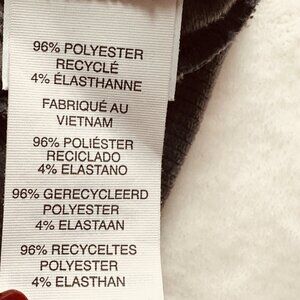 96% POLYESTER
RECYCLÉ
4% ÉLASTHANNE
FABRIQUÉ AU
VIETNAM
96% POLIÉSTER
RECICLADO
4% ELASTANO
96% GERECYCLEERD
POLYESTER
4% ELASTAAN
96% RECYCELTES
POLYESTER
4% ELASTHAN